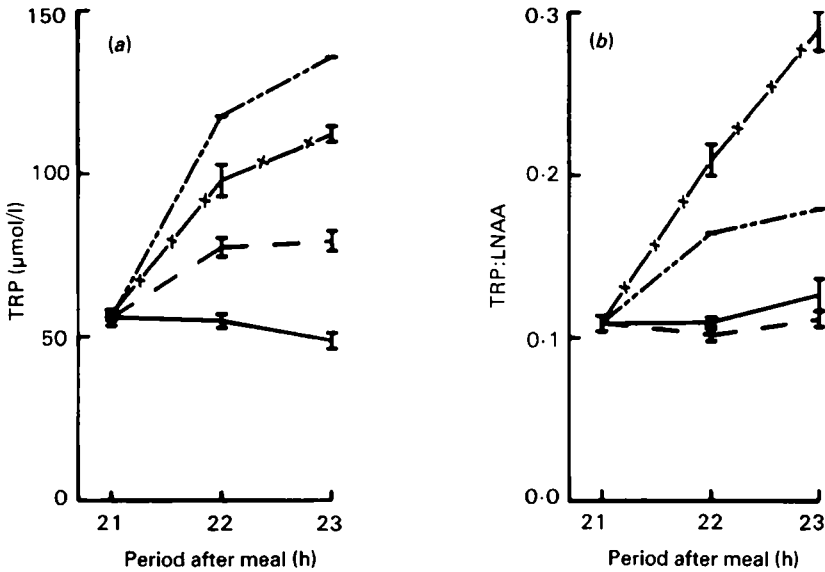 (a)
150
100
50
0
TRP (µmol/l)
21 22 23
Period after meal (h)
(b)
0·3
0·2
0·1
0·0
TRP:LNAA
21 22 23
Period after meal (h)